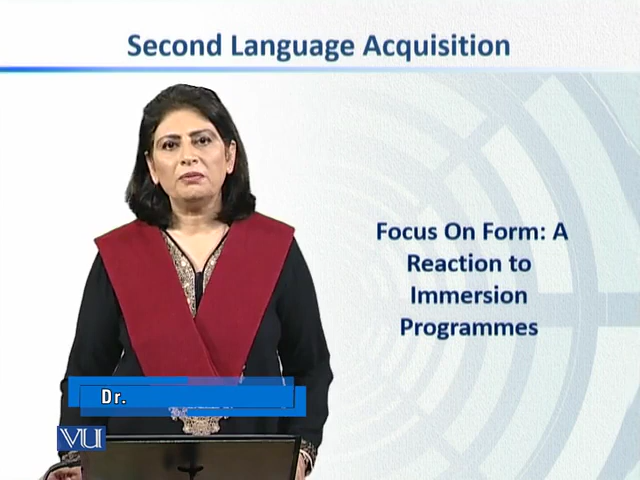 Second Language Acquisition
Focus On Form: A
Reaction to
Immersion
Programmes
Dr.
VU